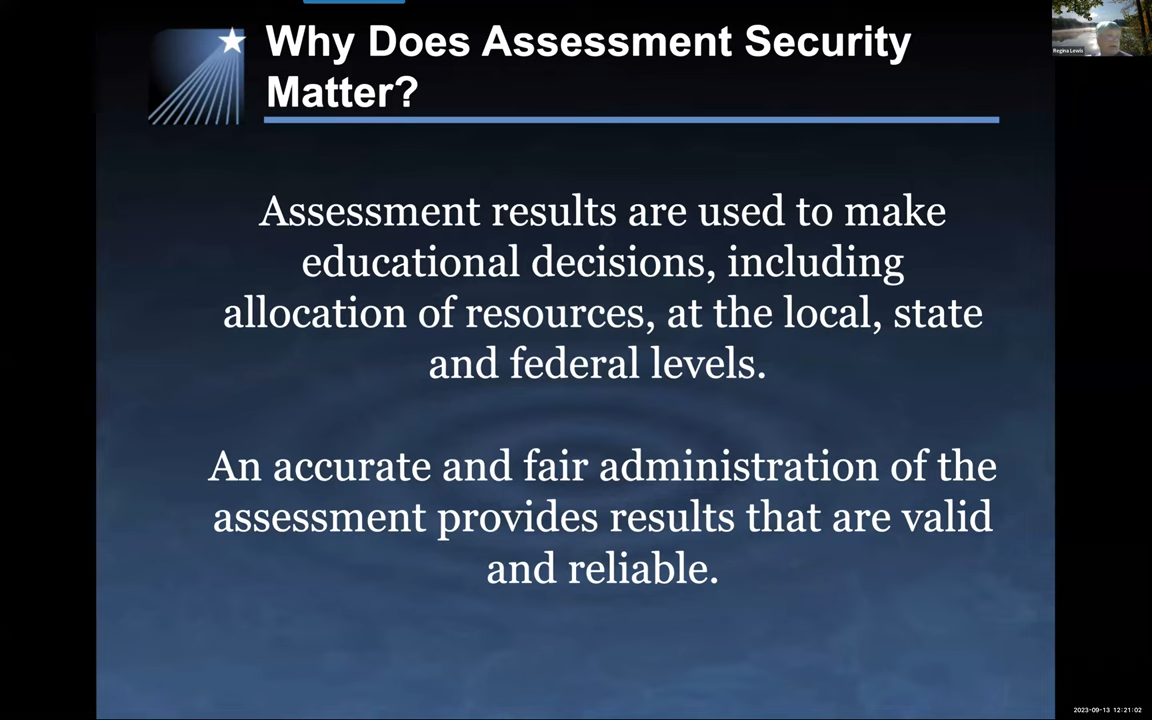 Why Does Assessment Security
Matter?
Regina Lewis
Assessment results are used to make
educational decisions, including
allocation of resources, at the local, state
and federal levels.
An accurate and fair administration of the
assessment provides results that are valid
and reliable.
2023-09-13 12:21:02